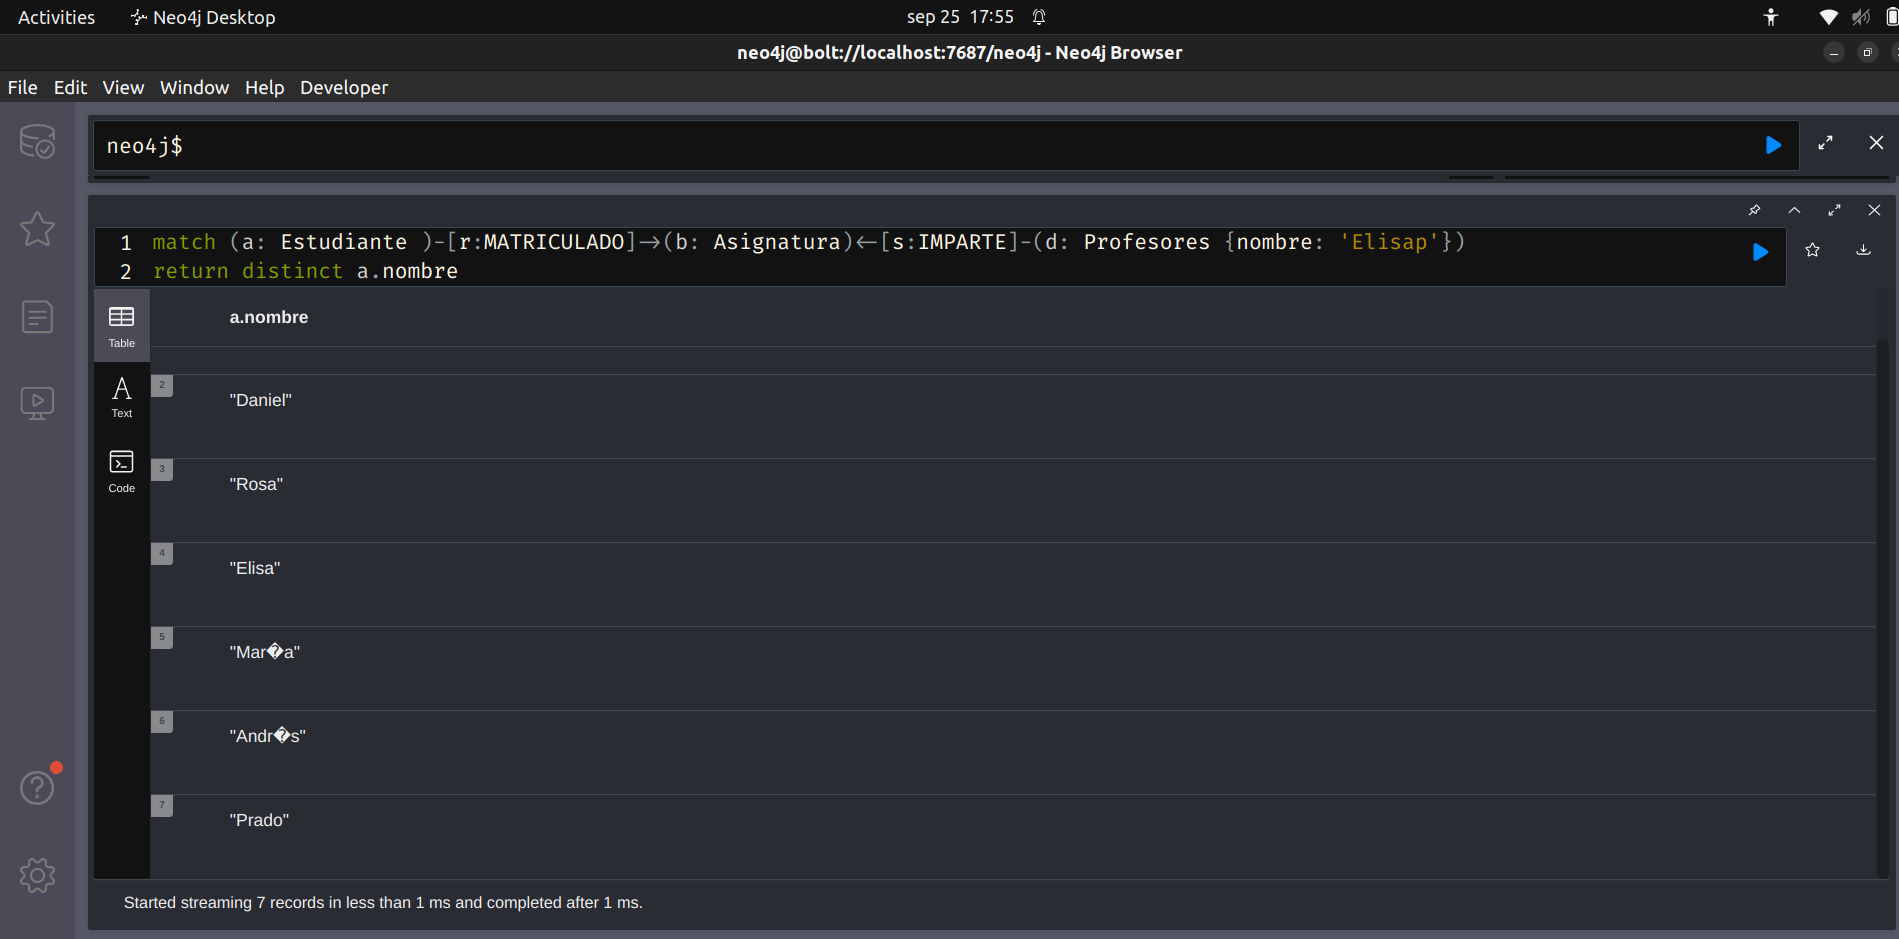 Activities Neo4j Desktop sep 25 17:55
neo4j@bolt://localhost:7687/neo4j - Neo4j Browser
File Edit View Window Help Developer
neo4j$
1 match (a: Estudiante )-[r:MATRICULADO]->(b: Asignatura)<-[s:IMPARTE]-(d: Profesores {nombre: 'Elisap'})
2 return distinct a.nombre
Table
Text
Code
a.nombre
2 "Daniel"
3 "Rosa"
4 "Elisa"
5 "Mar�a"
6 "Andr�s"
7 "Prado"
Started streaming 7 records in less than 1 ms and completed after 1 ms.